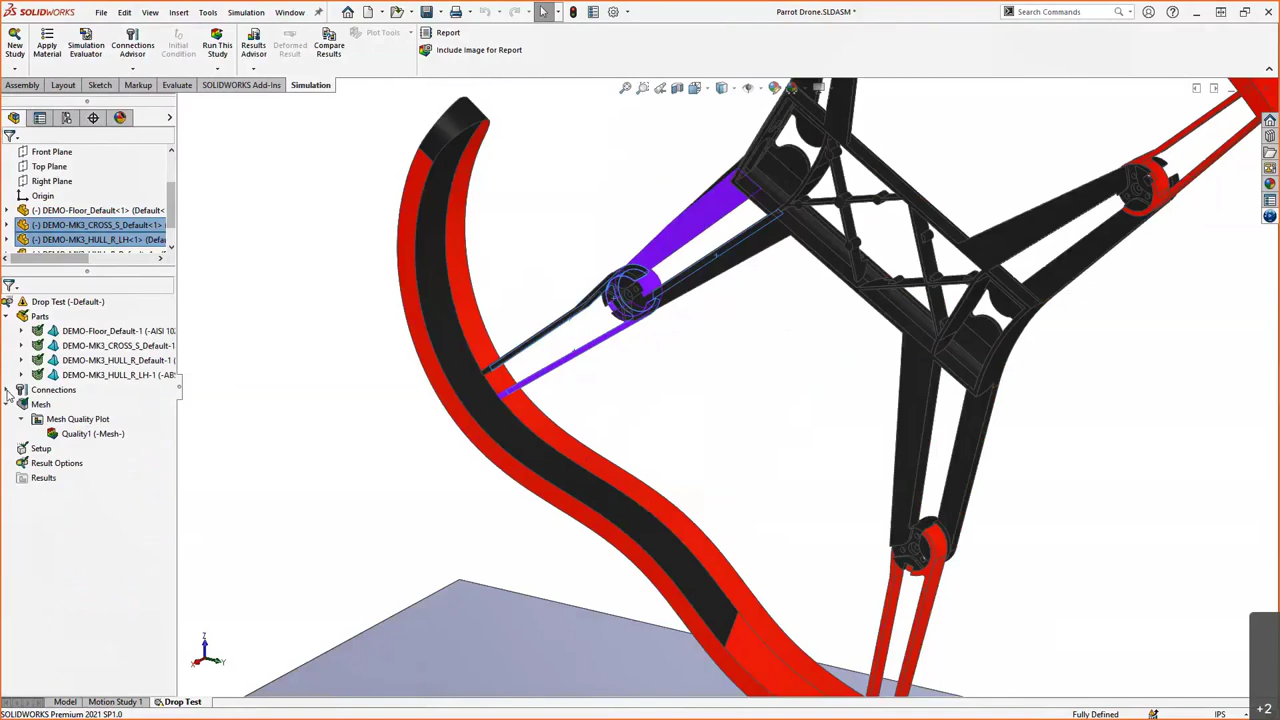 SOLIDWORKS File Edit View Insert Tools Simulation Window Parrot Drone.SLDASM * Search Commands
New Study
Apply Material
Simulation Evaluator
Connections Advisor
Initial Condition
Run This Study
Results Advisor
Deformed Result
Compare Results
Plot Tools
Report
Include Image for Report
Assembly Layout Sketch Markup Evaluate SOLIDWORKS Add-Ins Simulation
Front Plane
Top Plane
Right Plane
Origin
(-) DEMO-Floor_Default<1> (Default<
(-) DEMO-MK3_CROSS_S_Default<1>
(-) DEMO-MK3_HULL_R_LH<1> (Defau
Drop Test (-Default-)
Parts
DEMO-Floor_Default-1 (-AISI 10
DEMO-MK3_CROSS_S_Default-1
DEMO-MK3_HULL_R_Default-1 (
DEMO-MK3_HULL_R_LH-1 (-AB
Connections
Mesh
Mesh Quality Plot
Quality1 (-Mesh-)
Setup
Result Options
Results
Z
X
Y
Model Motion Study 1 Drop Test
SOLIDWORKS Premium 2021 SP1.0 Fully Defined IPS
+2